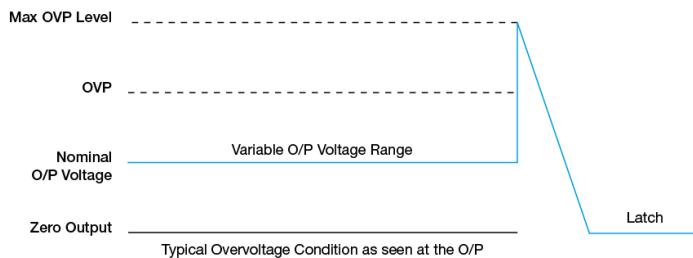 Max OVP Level
OVP
Variable O/P Voltage Range
Nominal
O/P Voltage
Latch
Zero Output
Typical Overvoltage Condition as seen at the O/P